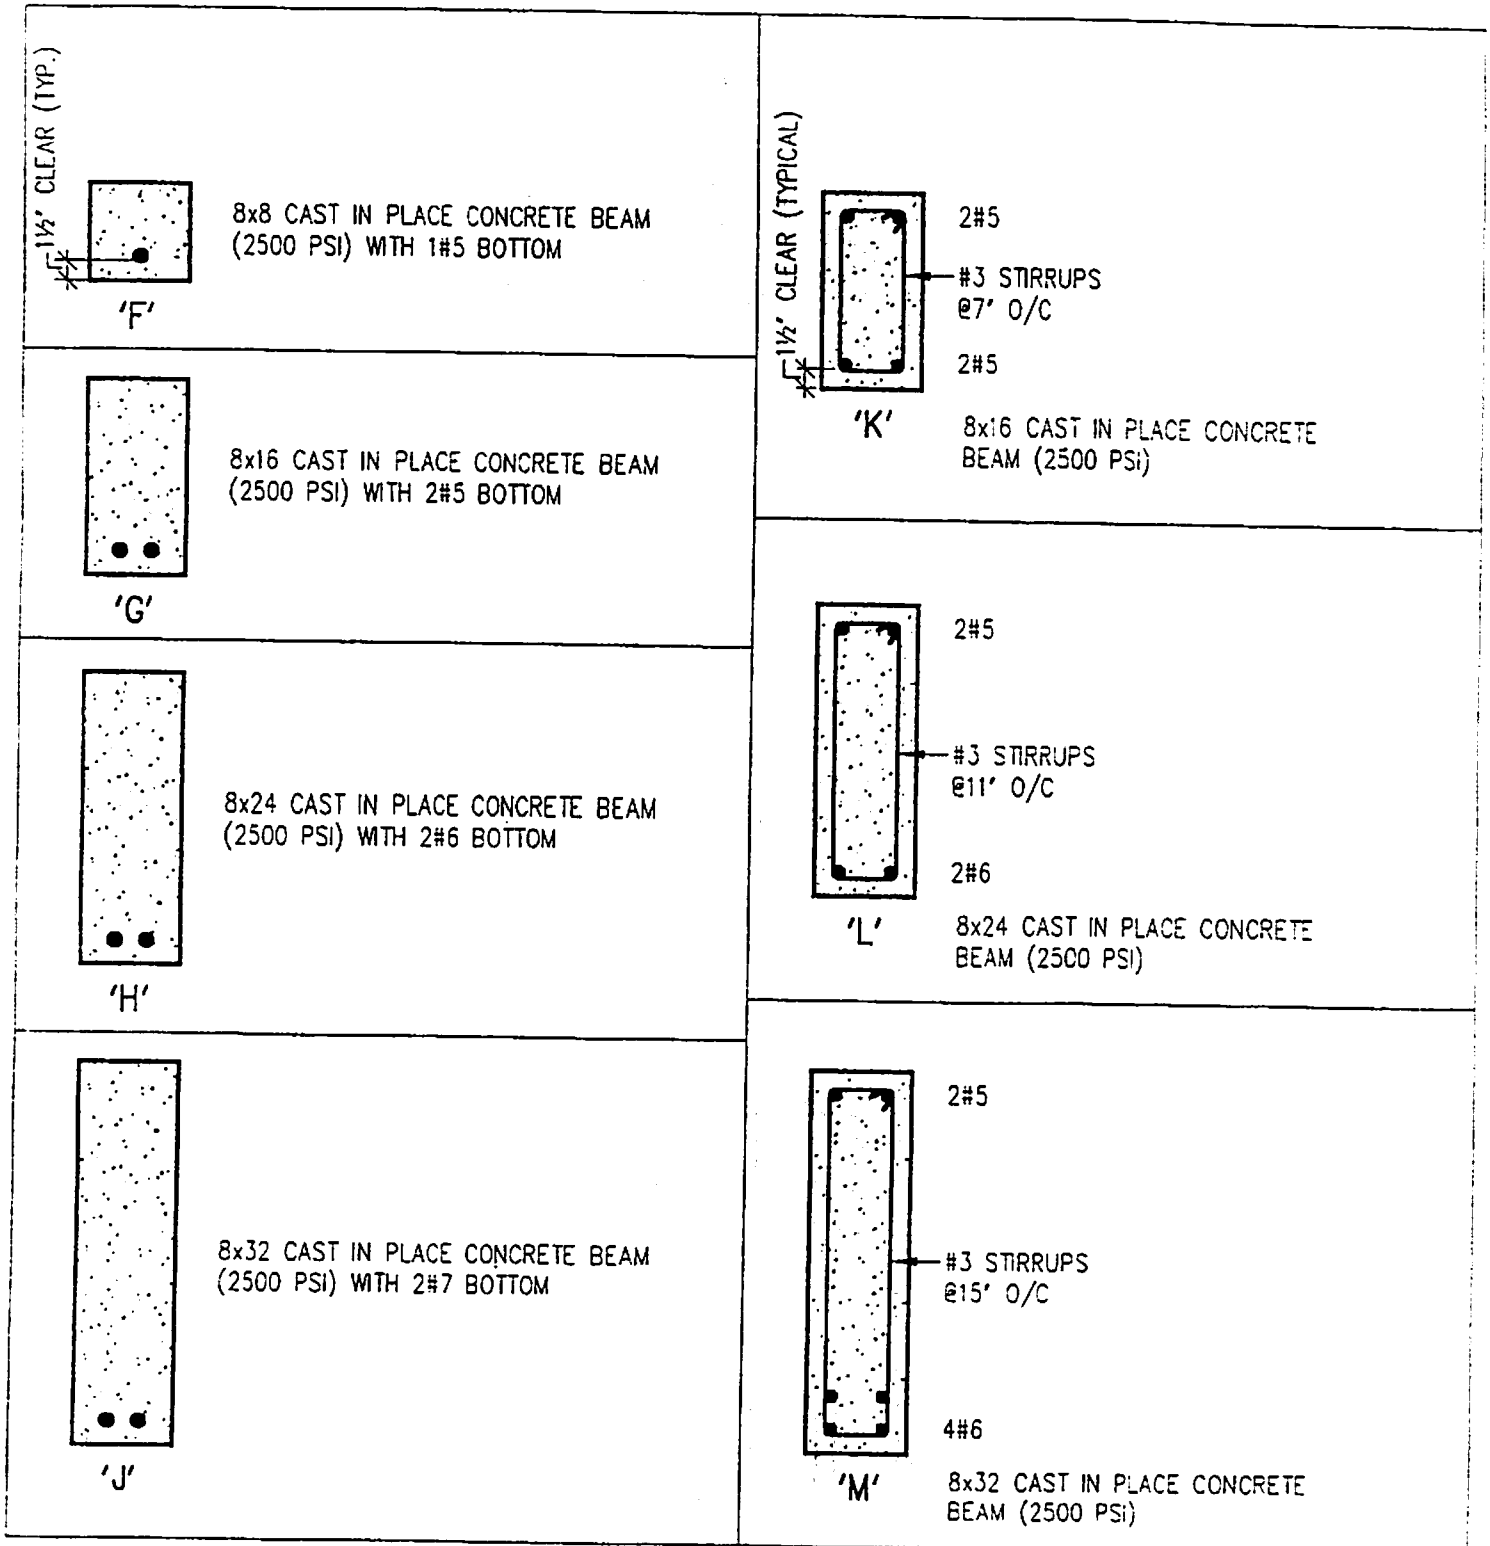 1½' CLEAR (TYP.)
8x8 CAST IN PLACE CONCRETE BEAM
(2500 PSI) WITH 1#5 BOTTOM
'F'
8x16 CAST IN PLACE CONCRETE BEAM
(2500 PSI) WITH 2#5 BOTTOM
'G'
8x24 CAST IN PLACE CONCRETE BEAM
(2500 PSI) WITH 2#6 BOTTOM
'H'
8x32 CAST IN PLACE CONCRETE BEAM
(2500 PSI) WITH 2#7 BOTTOM
'J'
1½' CLEAR (TYPICAL)
2#5
#3 STIRRUPS
@7' O/C
2#5
'K'
8x16 CAST IN PLACE CONCRETE
BEAM (2500 PSI)
2#5
#3 STIRRUPS
@11' O/C
2#6
'L'
8x24 CAST IN PLACE CONCRETE
BEAM (2500 PSI)
2#5
#3 STIRRUPS
@15' O/C
4#6
'M'
8x32 CAST IN PLACE CONCRETE
BEAM (2500 PSI)